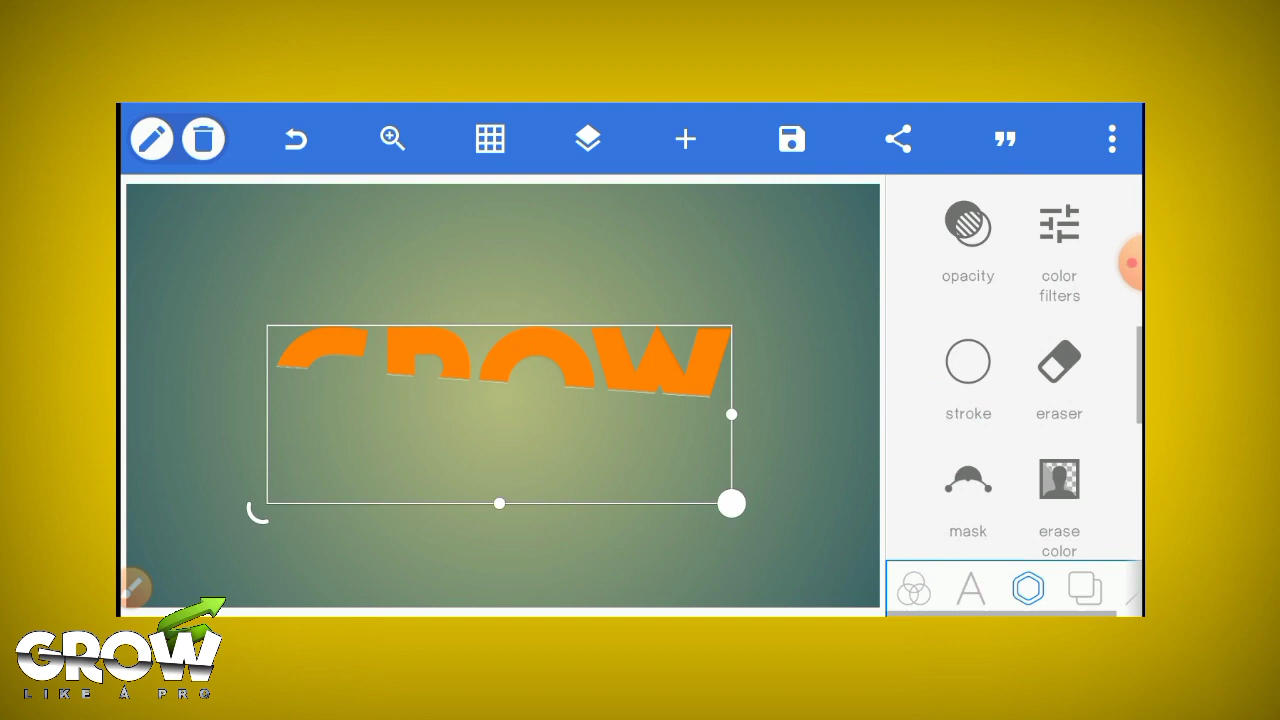 GROW
opacity
color
filters
stroke
eraser
mask
erase
color
GROW
LIKE A PRO